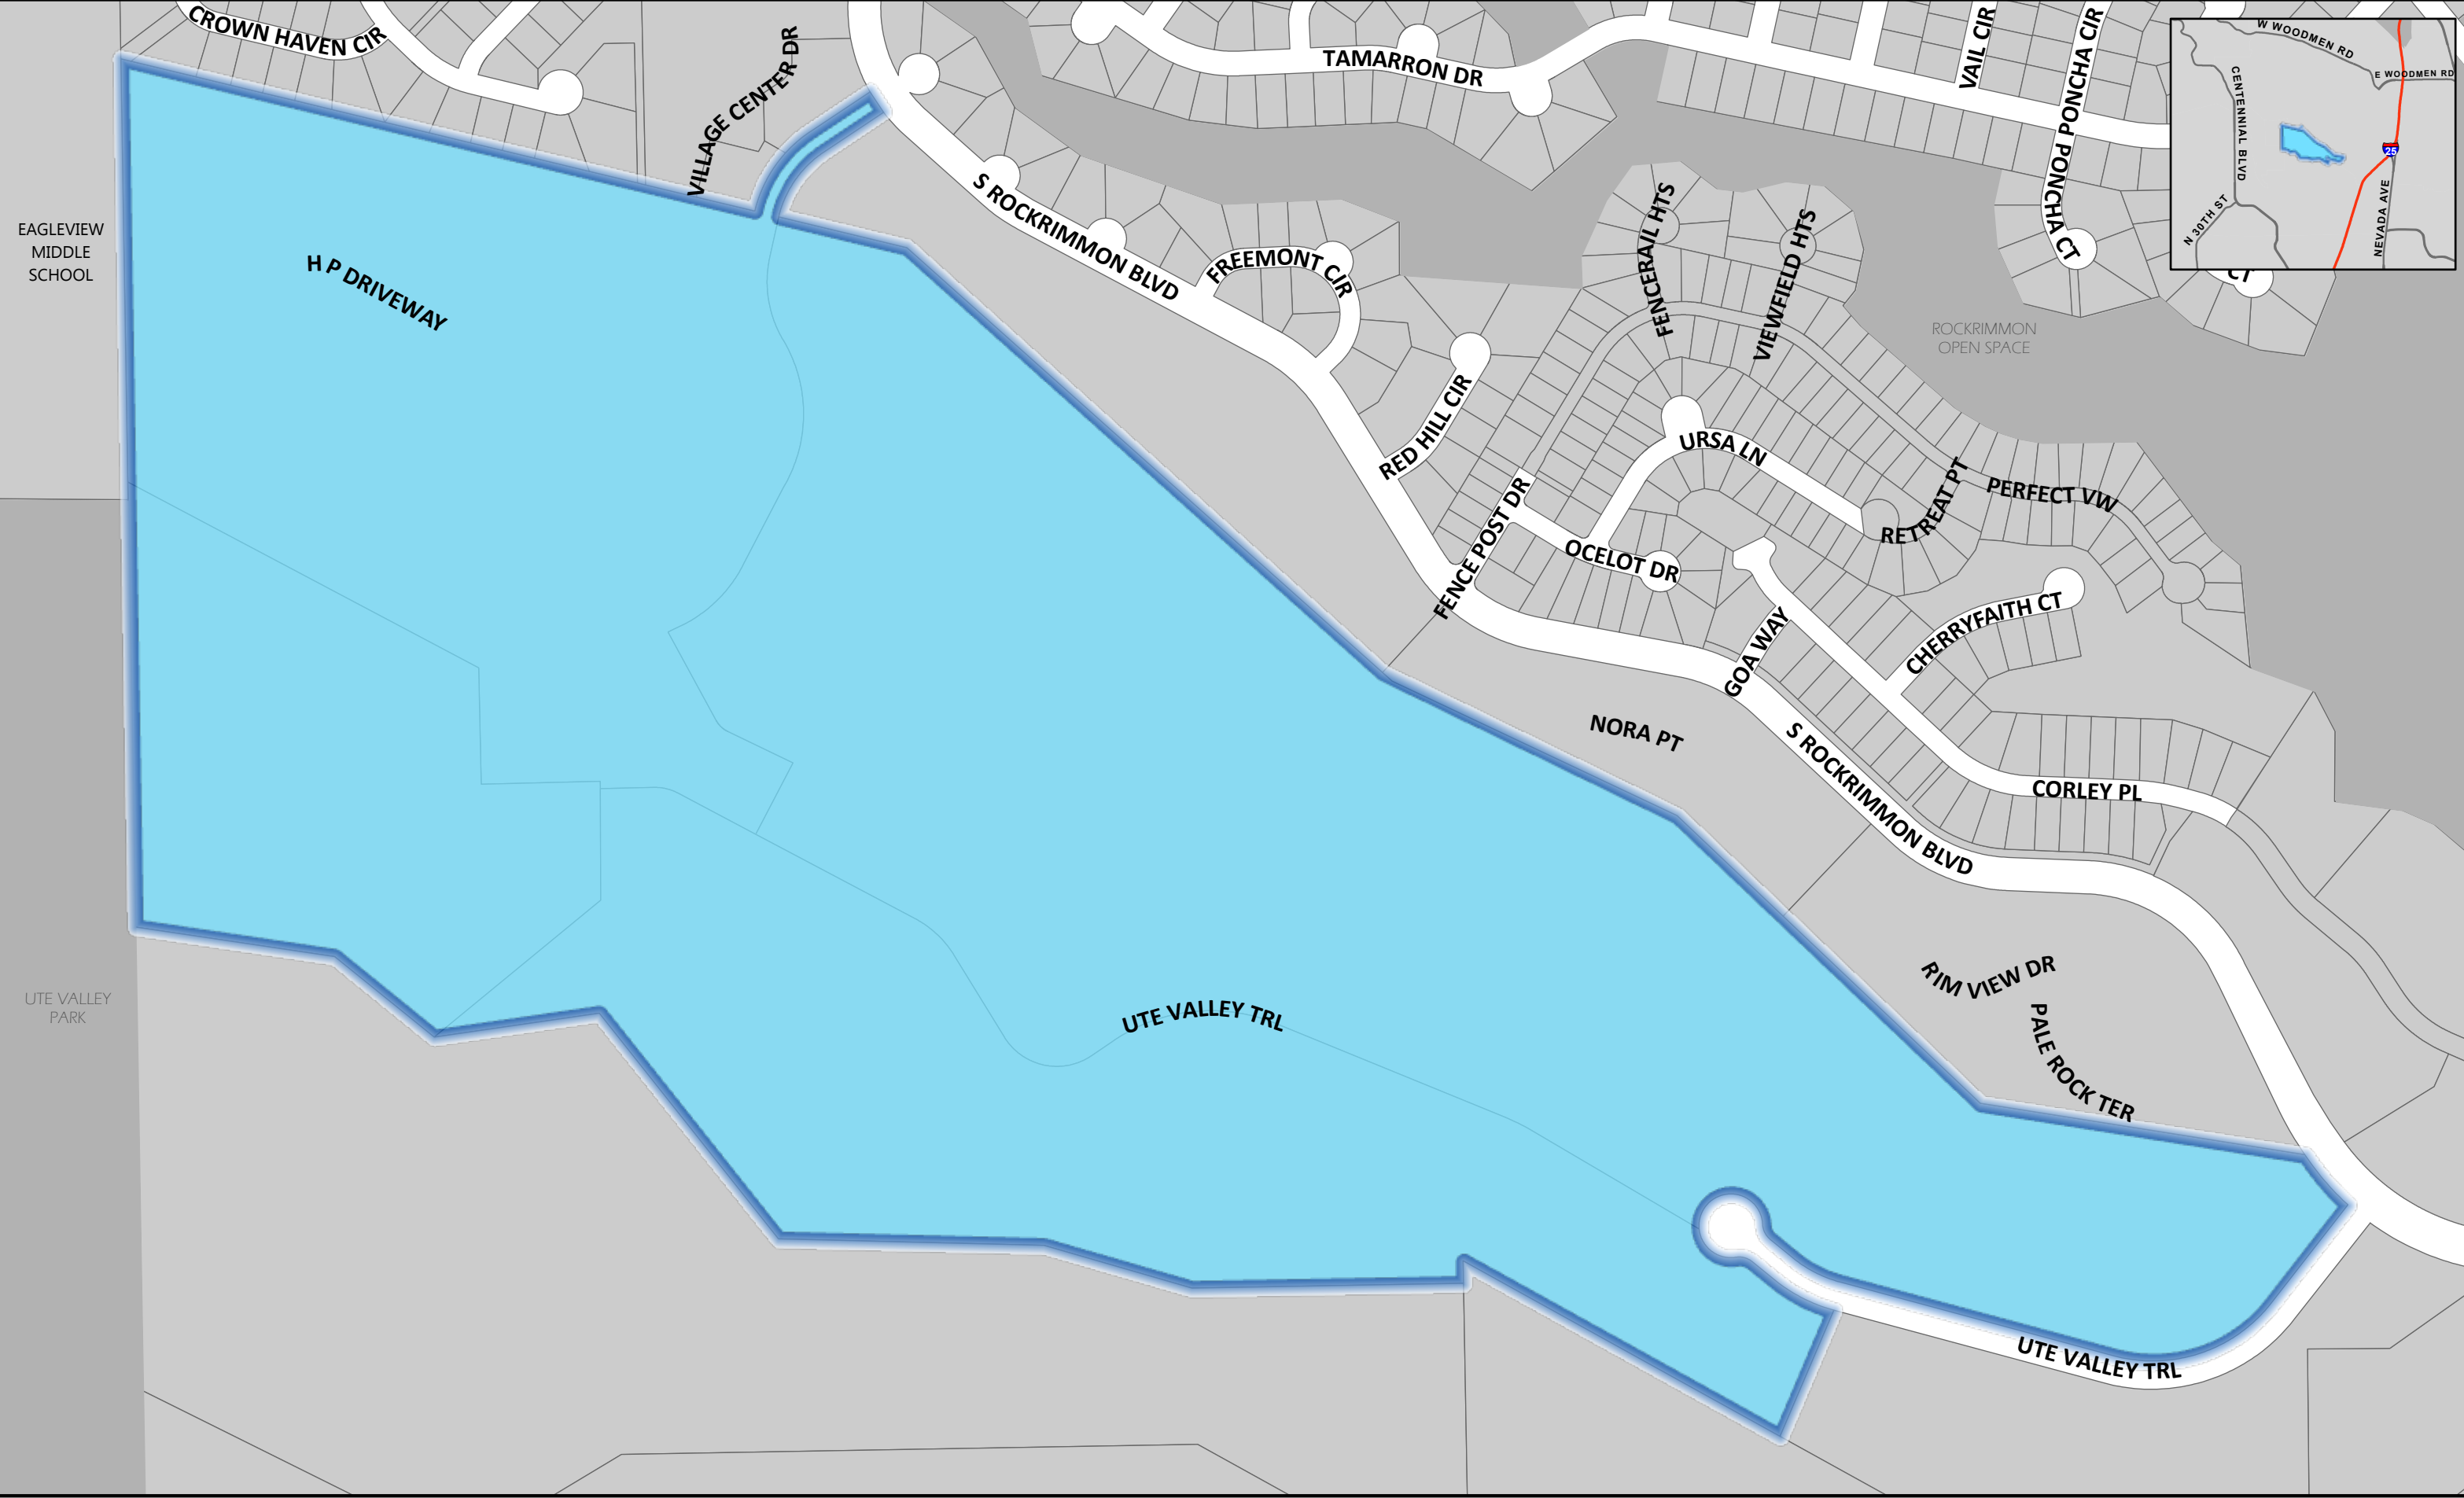 CROWN HAVEN CIR
VILLAGE CENTER DR
TAMARRON DR
VAIL CIR
PONCHA CIR
PONCHA CT
W WOODMEN RD
E WOODMEN RD
CENTENNIAL BLVD
25
N 30TH ST
NEVADA AVE
CT
EAGLEVIEW
MIDDLE
SCHOOL
H P DRIVEWAY
S ROCKRIMMON BLVD
FREEMONT CIR
FENCERAIL HTS
VIEWFIELD HTS
ROCKRIMMON
OPEN SPACE
RED HILL CIR
URSA LN
RETREAT PT
PERFECT VW
FENCE POST DR
OCELOT DR
GOA WAY
CHERRYFAITH CT
NORA PT
S ROCKRIMMON BLVD
CORLEY PL
RIM VIEW DR
PALE ROCK TER
UTE VALLEY
PARK
UTE VALLEY TRL
UTE VALLEY TRL